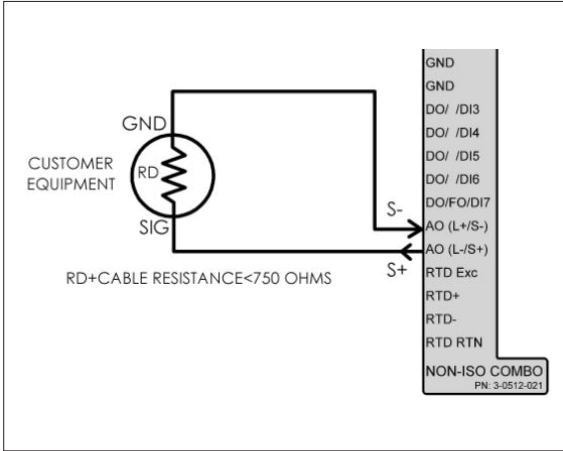 GND
GND
DO/ /DI3
DO/ /DI4
DO/ /DI5
DO/ /DI6
DO/FO/DI7
AO (L+/S-)
AO (L-/S+)
RTD Exc
RTD+
RTD-
RTD RTN
NON-ISO COMBO
PN: 3-0512-021
GND
CUSTOMER
EQUIPMENT
RD
SIG
S-
S+
RD+CABLE RESISTANCE<750 OHMS